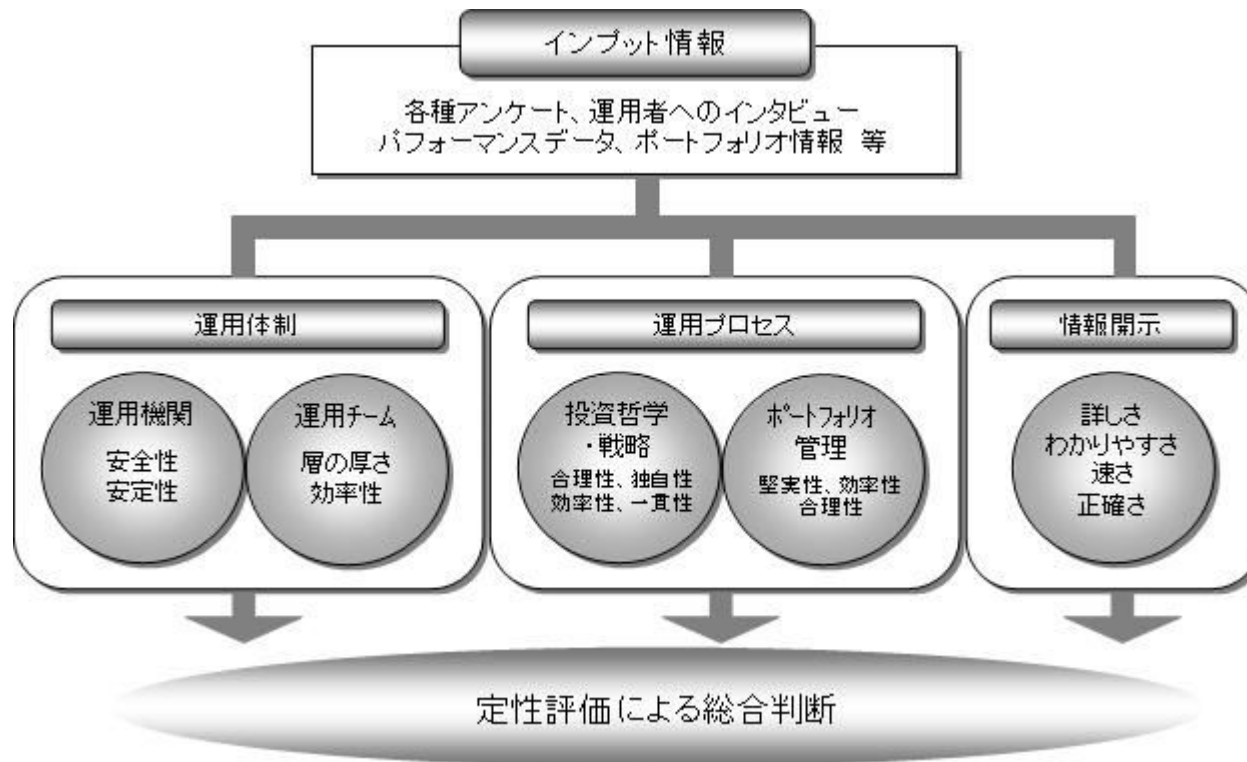 インプット情報
各種アンケート、運用者へのインタビュー
パフォーマンスデータ、ポートフォリオ情報 等
運用体制
運用機関
安全性
安定性
運用チーム
層の厚さ
効率性
運用プロセス
投資哲学
・戦略
合理性、独自性
効率性、一貫性
ポートフォリオ
管理
堅実性、効率性
合理性
情報開示
詳しさ
わかりやすさ
速さ
正確さ
定性評価による総合判断